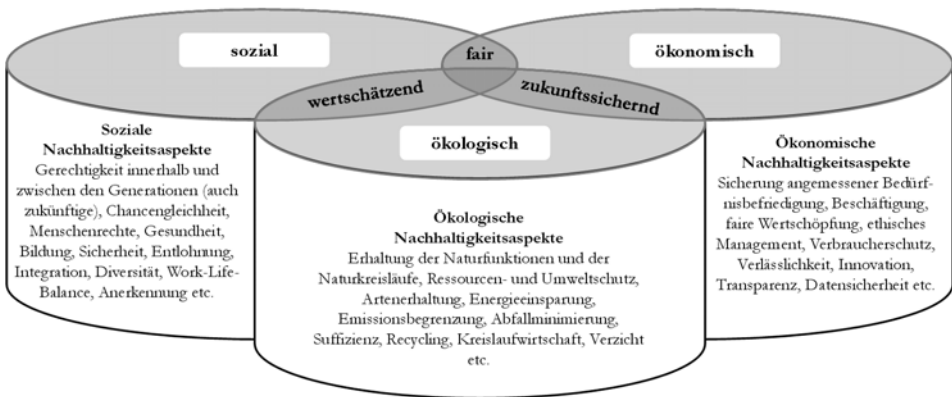 sozial
fair
ökonomisch
wertschätzend
zukunftssichernd
ökologisch
Soziale
Nachhaltigkeitsaspekte
Gerechtigkeit innerhalb und
zwischen den Generationen (auch
zukünftige), Chancengleichheit,
Menschenrechte, Gesundheit,
Bildung, Sicherheit, Entlohnung,
Integration, Diversität, Work-Life-
Balance, Anerkennung etc.
Ökologische
Nachhaltigkeitsaspekte
Erhaltung der Naturfunktionen und der
Naturkreisläufe, Ressourcen- und Umweltschutz,
Artenerhaltung, Energieeinsparung,
Emissionsbegrenzung, Abfallminimierung,
Suffizienz, Recycling, Kreislaufwirtschaft, Verzicht
etc.
Ökonomische
Nachhaltigkeitsaspekte
Sicherung angemessener Bedürf-
nisbefriedigung, Beschäftigung,
faire Wertschöpfung, ethisches
Management, Verbraucherschutz,
Verlässlichkeit, Innovation,
Transparenz, Datensicherheit etc.